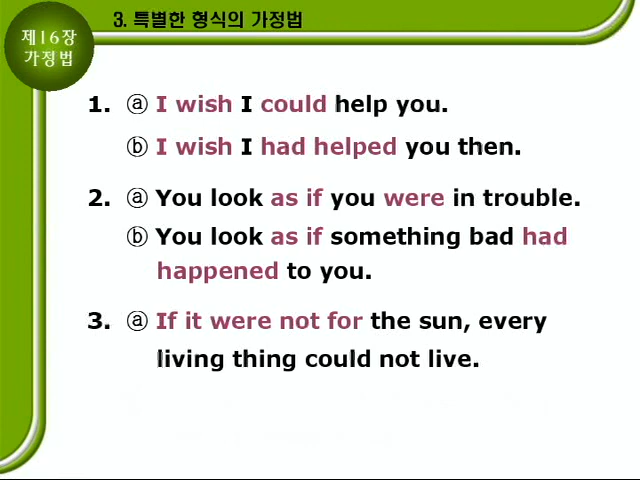 제16장
가정법
3. 특별한 형식의 가정법
1. ⓐ I wish I could help you.
ⓑ I wish I had helped you then.
2. ⓐ You look as if you were in trouble.
ⓑ You look as if something bad had
happened to you.
3. ⓐ If it were not for the sun, every
living thing could not live.